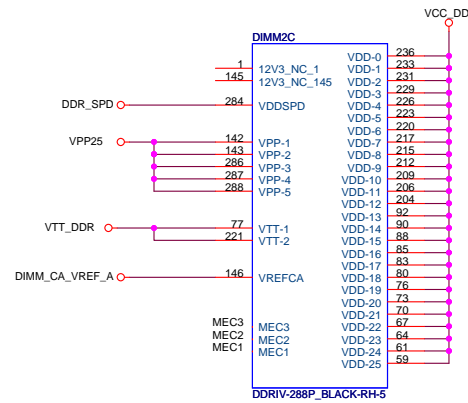 VCC_DD
DIMM2C
1 12V3_NC_1
145 12V3_NC_145
DDR_SPD 284 VDDSPD
VPP25 142 VPP-1
143 VPP-2
286 VPP-3
287 VPP-4
288 VPP-5
VTT_DDR 77 VTT-1
221 VTT-2
DIMM_CA_VREF_A 146 VREFCA
MEC3 MEC3
MEC2 MEC2
MEC1 MEC1
VDD-0 236
VDD-1 233
VDD-2 231
VDD-3 229
VDD-4 226
VDD-5 223
VDD-6 220
VDD-7 217
VDD-8 215
VDD-9 212
VDD-10 209
VDD-11 206
VDD-12 204
VDD-13 92
VDD-14 90
VDD-15 88
VDD-16 85
VDD-17 83
VDD-18 80
VDD-19 76
VDD-20 73
VDD-21 70
VDD-22 67
VDD-23 64
VDD-24 61
VDD-25 59
DDRIV-288P_BLACK-RH-5